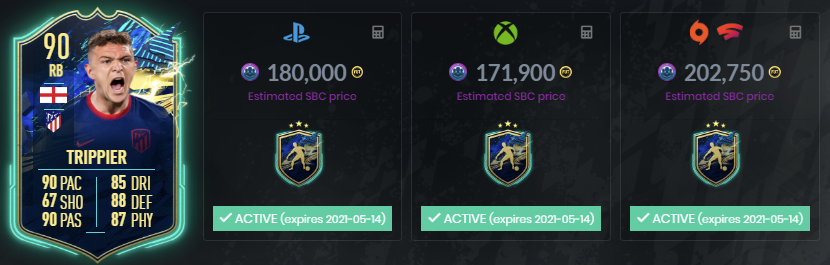 90
RB
TRIPPIER
90 PAC 85 DRI
67 SHO 88 DEF
90 PAS 87 PHY
180,000
Estimated SBC price
ACTIVE (expires 2021-05-14)
171,900
Estimated SBC price
ACTIVE (expires 2021-05-14)
202,750
Estimated SBC price
ACTIVE (expires 2021-05-14)